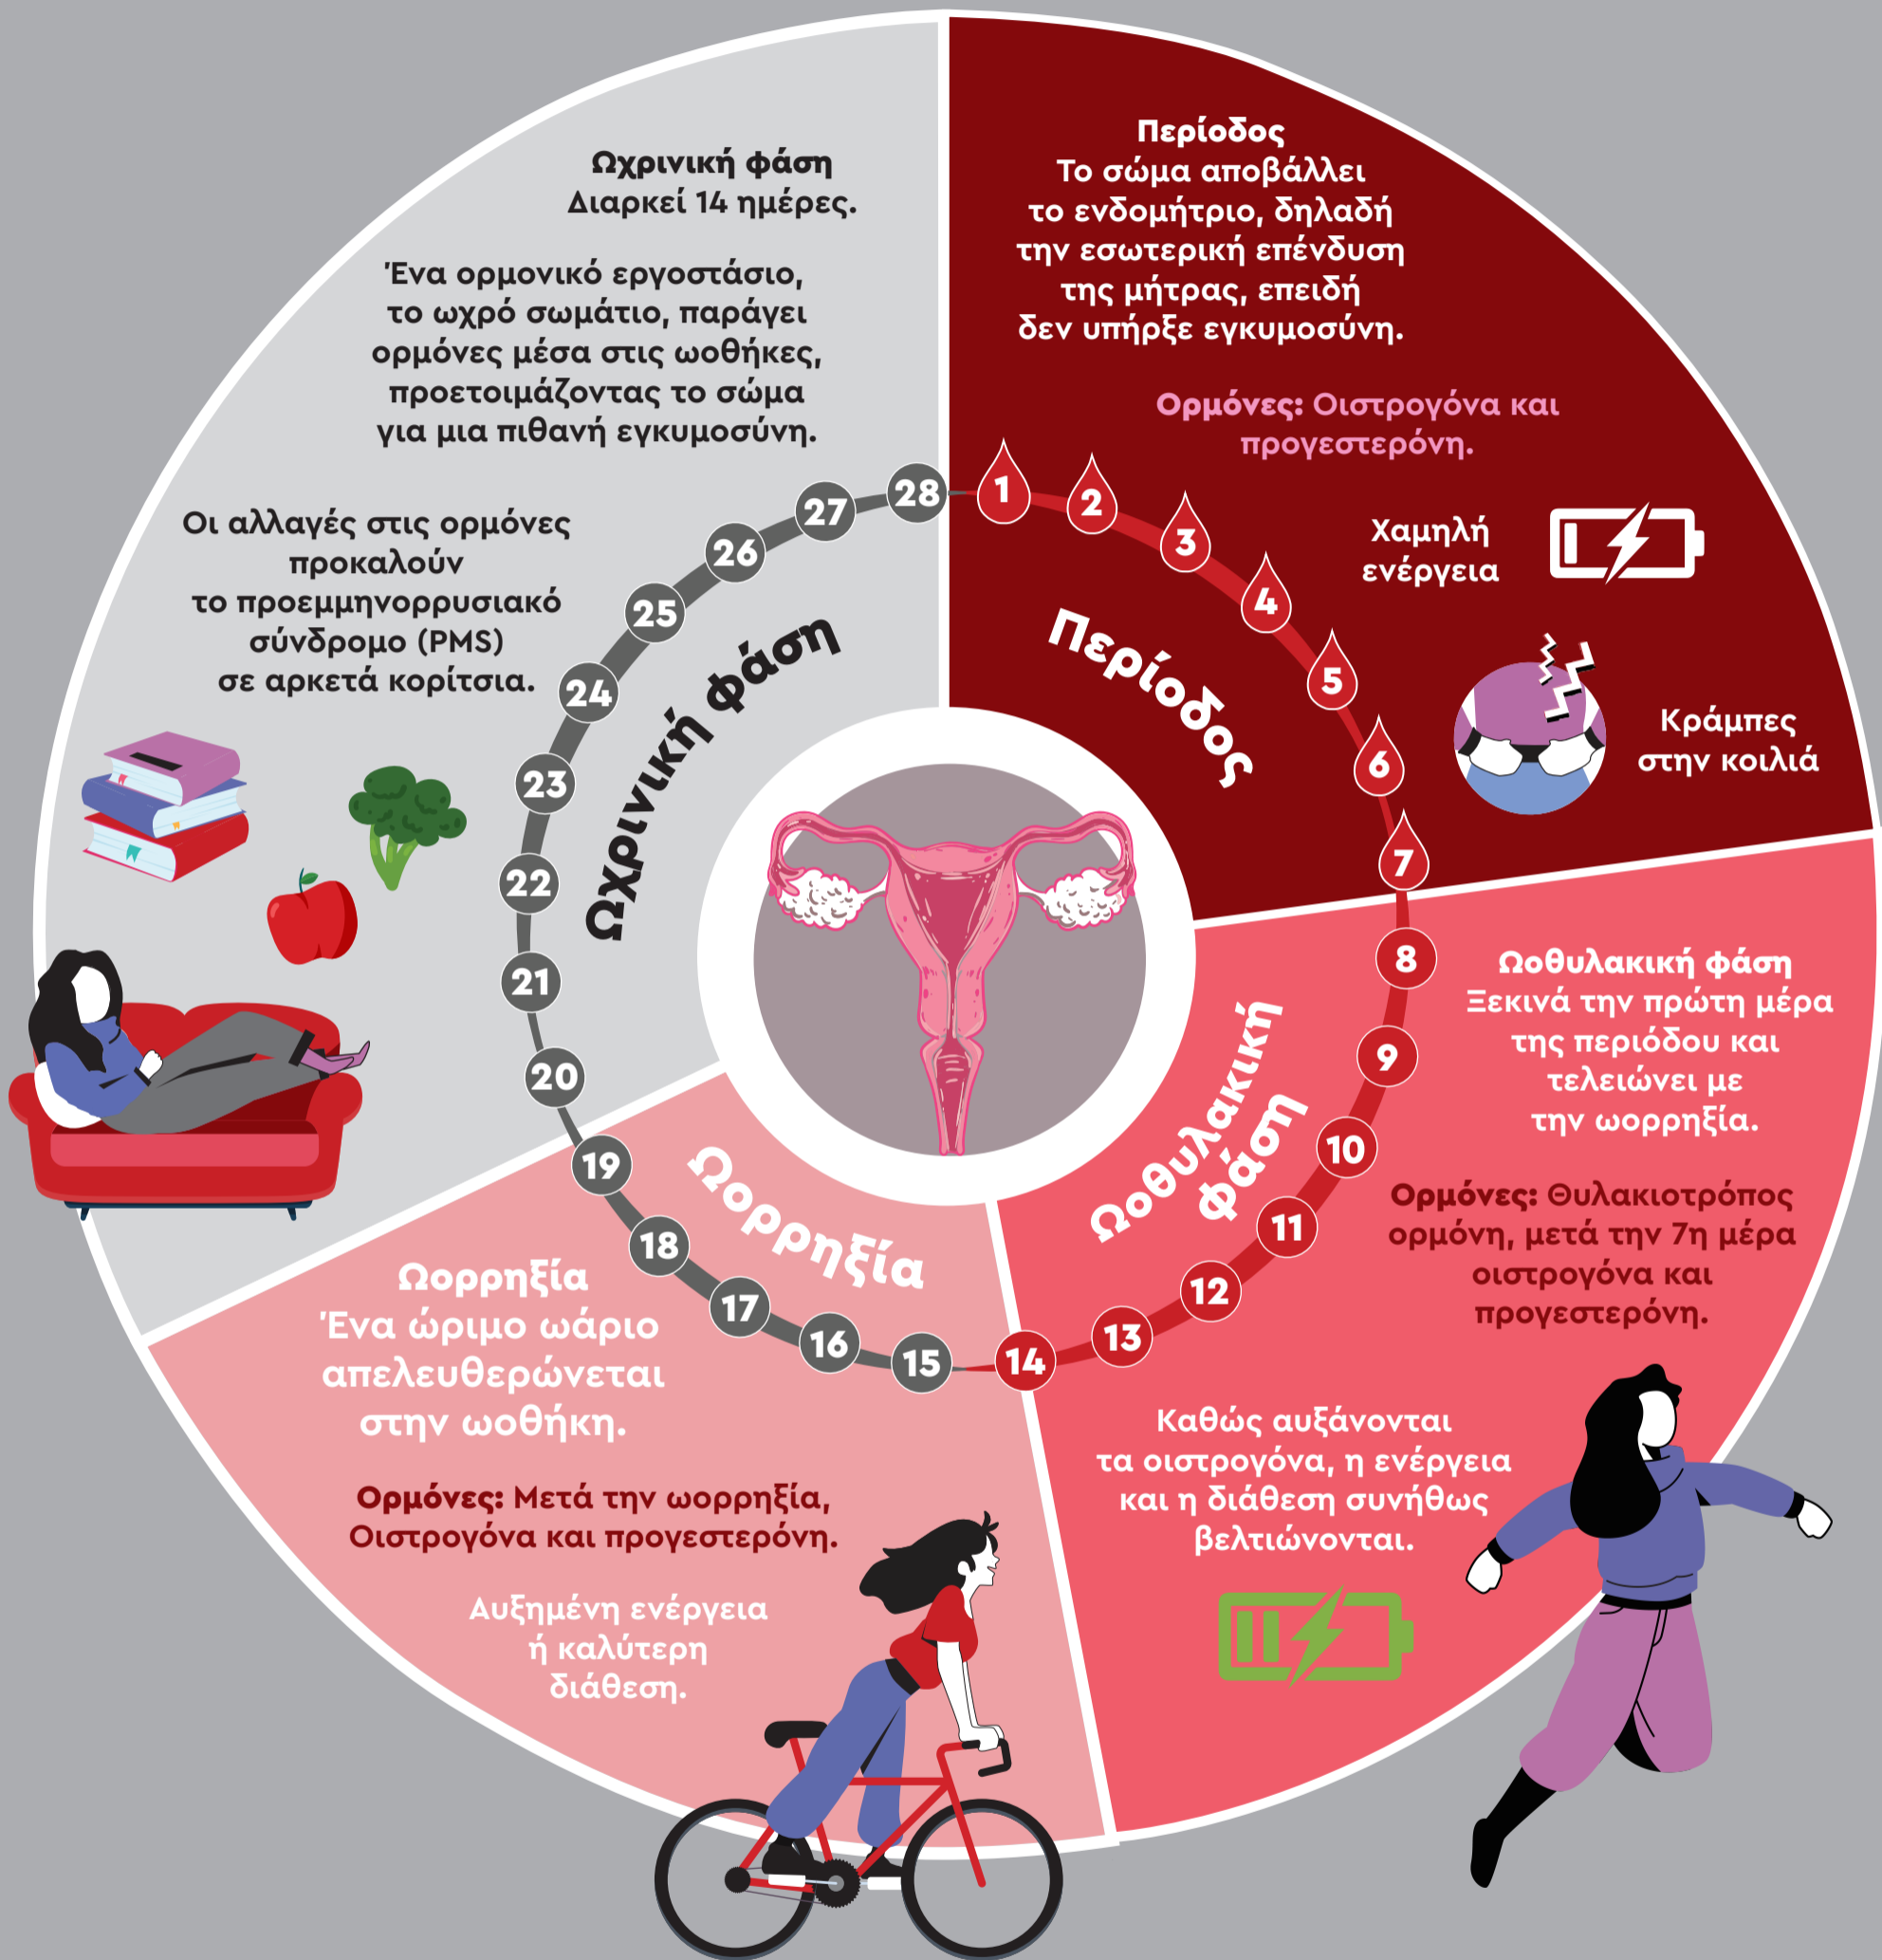 Περίοδος
Το σώμα αποβάλλει
το ενδομήτριο, δηλαδή
την εσωτερική επένδυση
της μήτρας, επειδή
δεν υπήρξε εγκυμοσύνη.
Ορμόνες: Οιστρογόνα και
προγεστερόνη.
Χαμηλή
ενέργεια
Κράμπες
στην κοιλιά
Περίοδος
1
2
3
4
5
6
7
Ωοθυλακική φάση
Ξεκινά την πρώτη μέρα
της περιόδου και
τελειώνει με
την ωορρηξία.
Ορμόνες: Θυλακιοτρόπος
ορμόνη, μετά την 7η μέρα
οιστρογόνα και
προγεστερόνη.
Καθώς αυξάνονται
τα οιστρογόνα, η ενέργεια
και η διάθεση συνήθως
βελτιώνονται.
Ωοθυλακική
φάση
8
9
10
11
12
13
14
Ωορρηξία
Ωορρηξία
Ένα ώριμο ωάριο
απελευθερώνεται
στην ωοθήκη.
Ορμόνες: Μετά την ωορρηξία,
Οιστρογόνα και προγεστερόνη.
Αυξημένη ενέργεια
ή καλύτερη
διάθεση.
15
16
17
18
19
Ωχρινική φάση
Διαρκεί 14 ημέρες.
Ένα ορμονικό εργοστάσιο,
το ωχρό σωμάτιο, παράγει
ορμόνες μέσα στις ωοθήκες,
προετοιμάζοντας το σώμα
για μια πιθανή εγκυμοσύνη.
Οι αλλαγές στις ορμόνες
προκαλούν
το προεμμηνορρυσιακό
σύνδρομο (PMS)
σε αρκετά κορίτσια.
Ωχρινική φάση
20
21
22
23
24
25
26
27
28